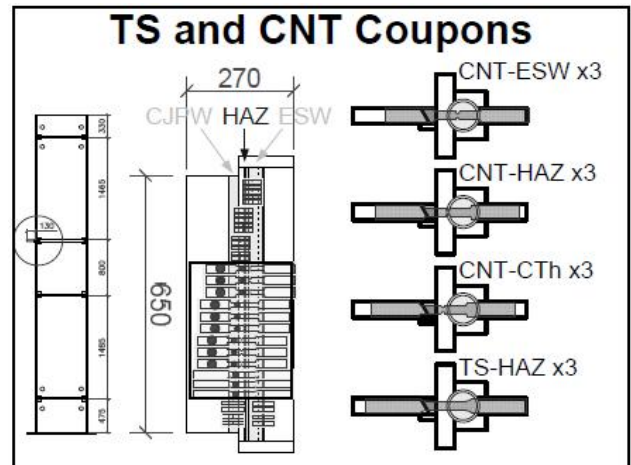 TS and CNT Coupons
270
CJPW HAZ ESW
650
330
1465
130
800
1465
475
CNT-ESW x3
CNT-HAZ x3
CNT-CTh x3
TS-HAZ x3